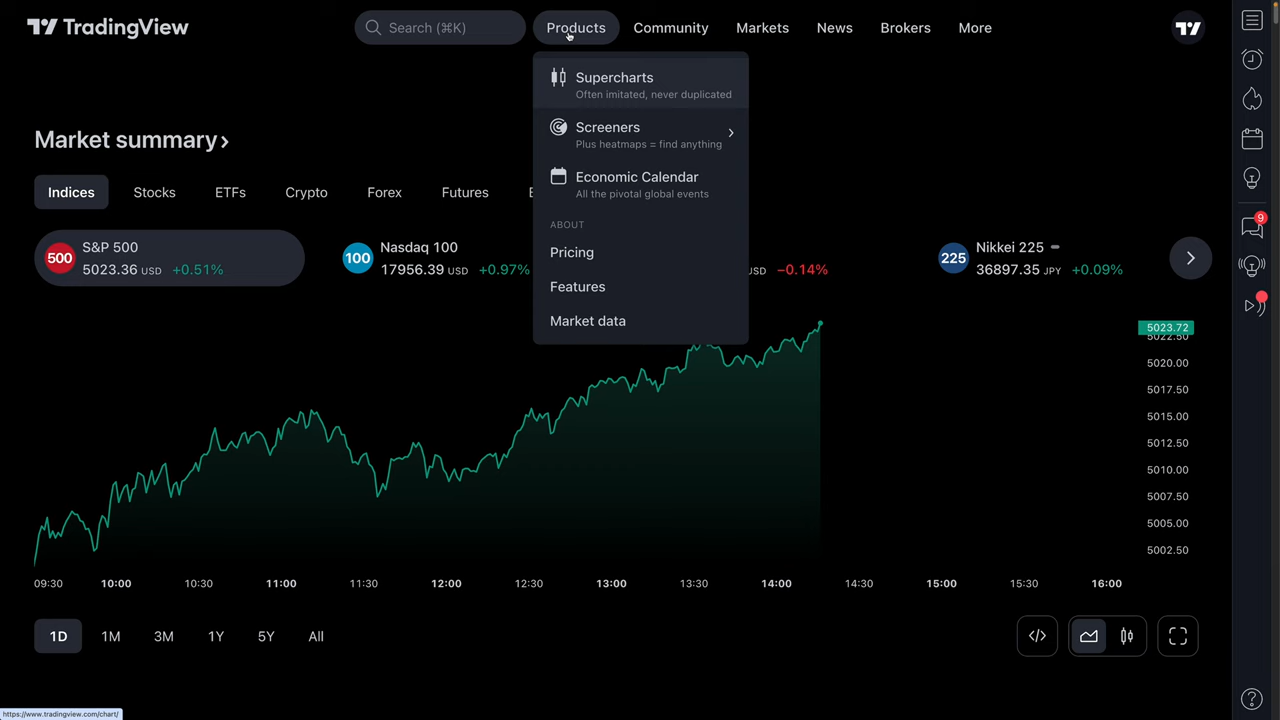 TradingView
Search (⌘K)
Products
Community
Markets
News
Brokers
More
Supercharts
Often imitated, never duplicated
Screeners
Plus heatmaps = find anything
Economic Calendar
All the pivotal global events
ABOUT
Pricing
Features
Market data
Market summary
Indices
Stocks
ETFs
Crypto
Forex
Futures
500
S&P 500
5023.36 USD +0.51%
100
Nasdaq 100
17956.39 USD +0.97%
−0.14%
225
Nikkei 225
36897.35 JPY +0.09%
9
5023.72
5022.50
5020.00
5017.50
5015.00
5012.50
5010.00
5007.50
5005.00
5002.50
09:30 10:00 10:30 11:00 11:30 12:00 12:30 13:00 13:30 14:00 14:30 15:00 15:30 16:00
1D 1M 3M 1Y 5Y All
https://www.tradingview.com/chart/